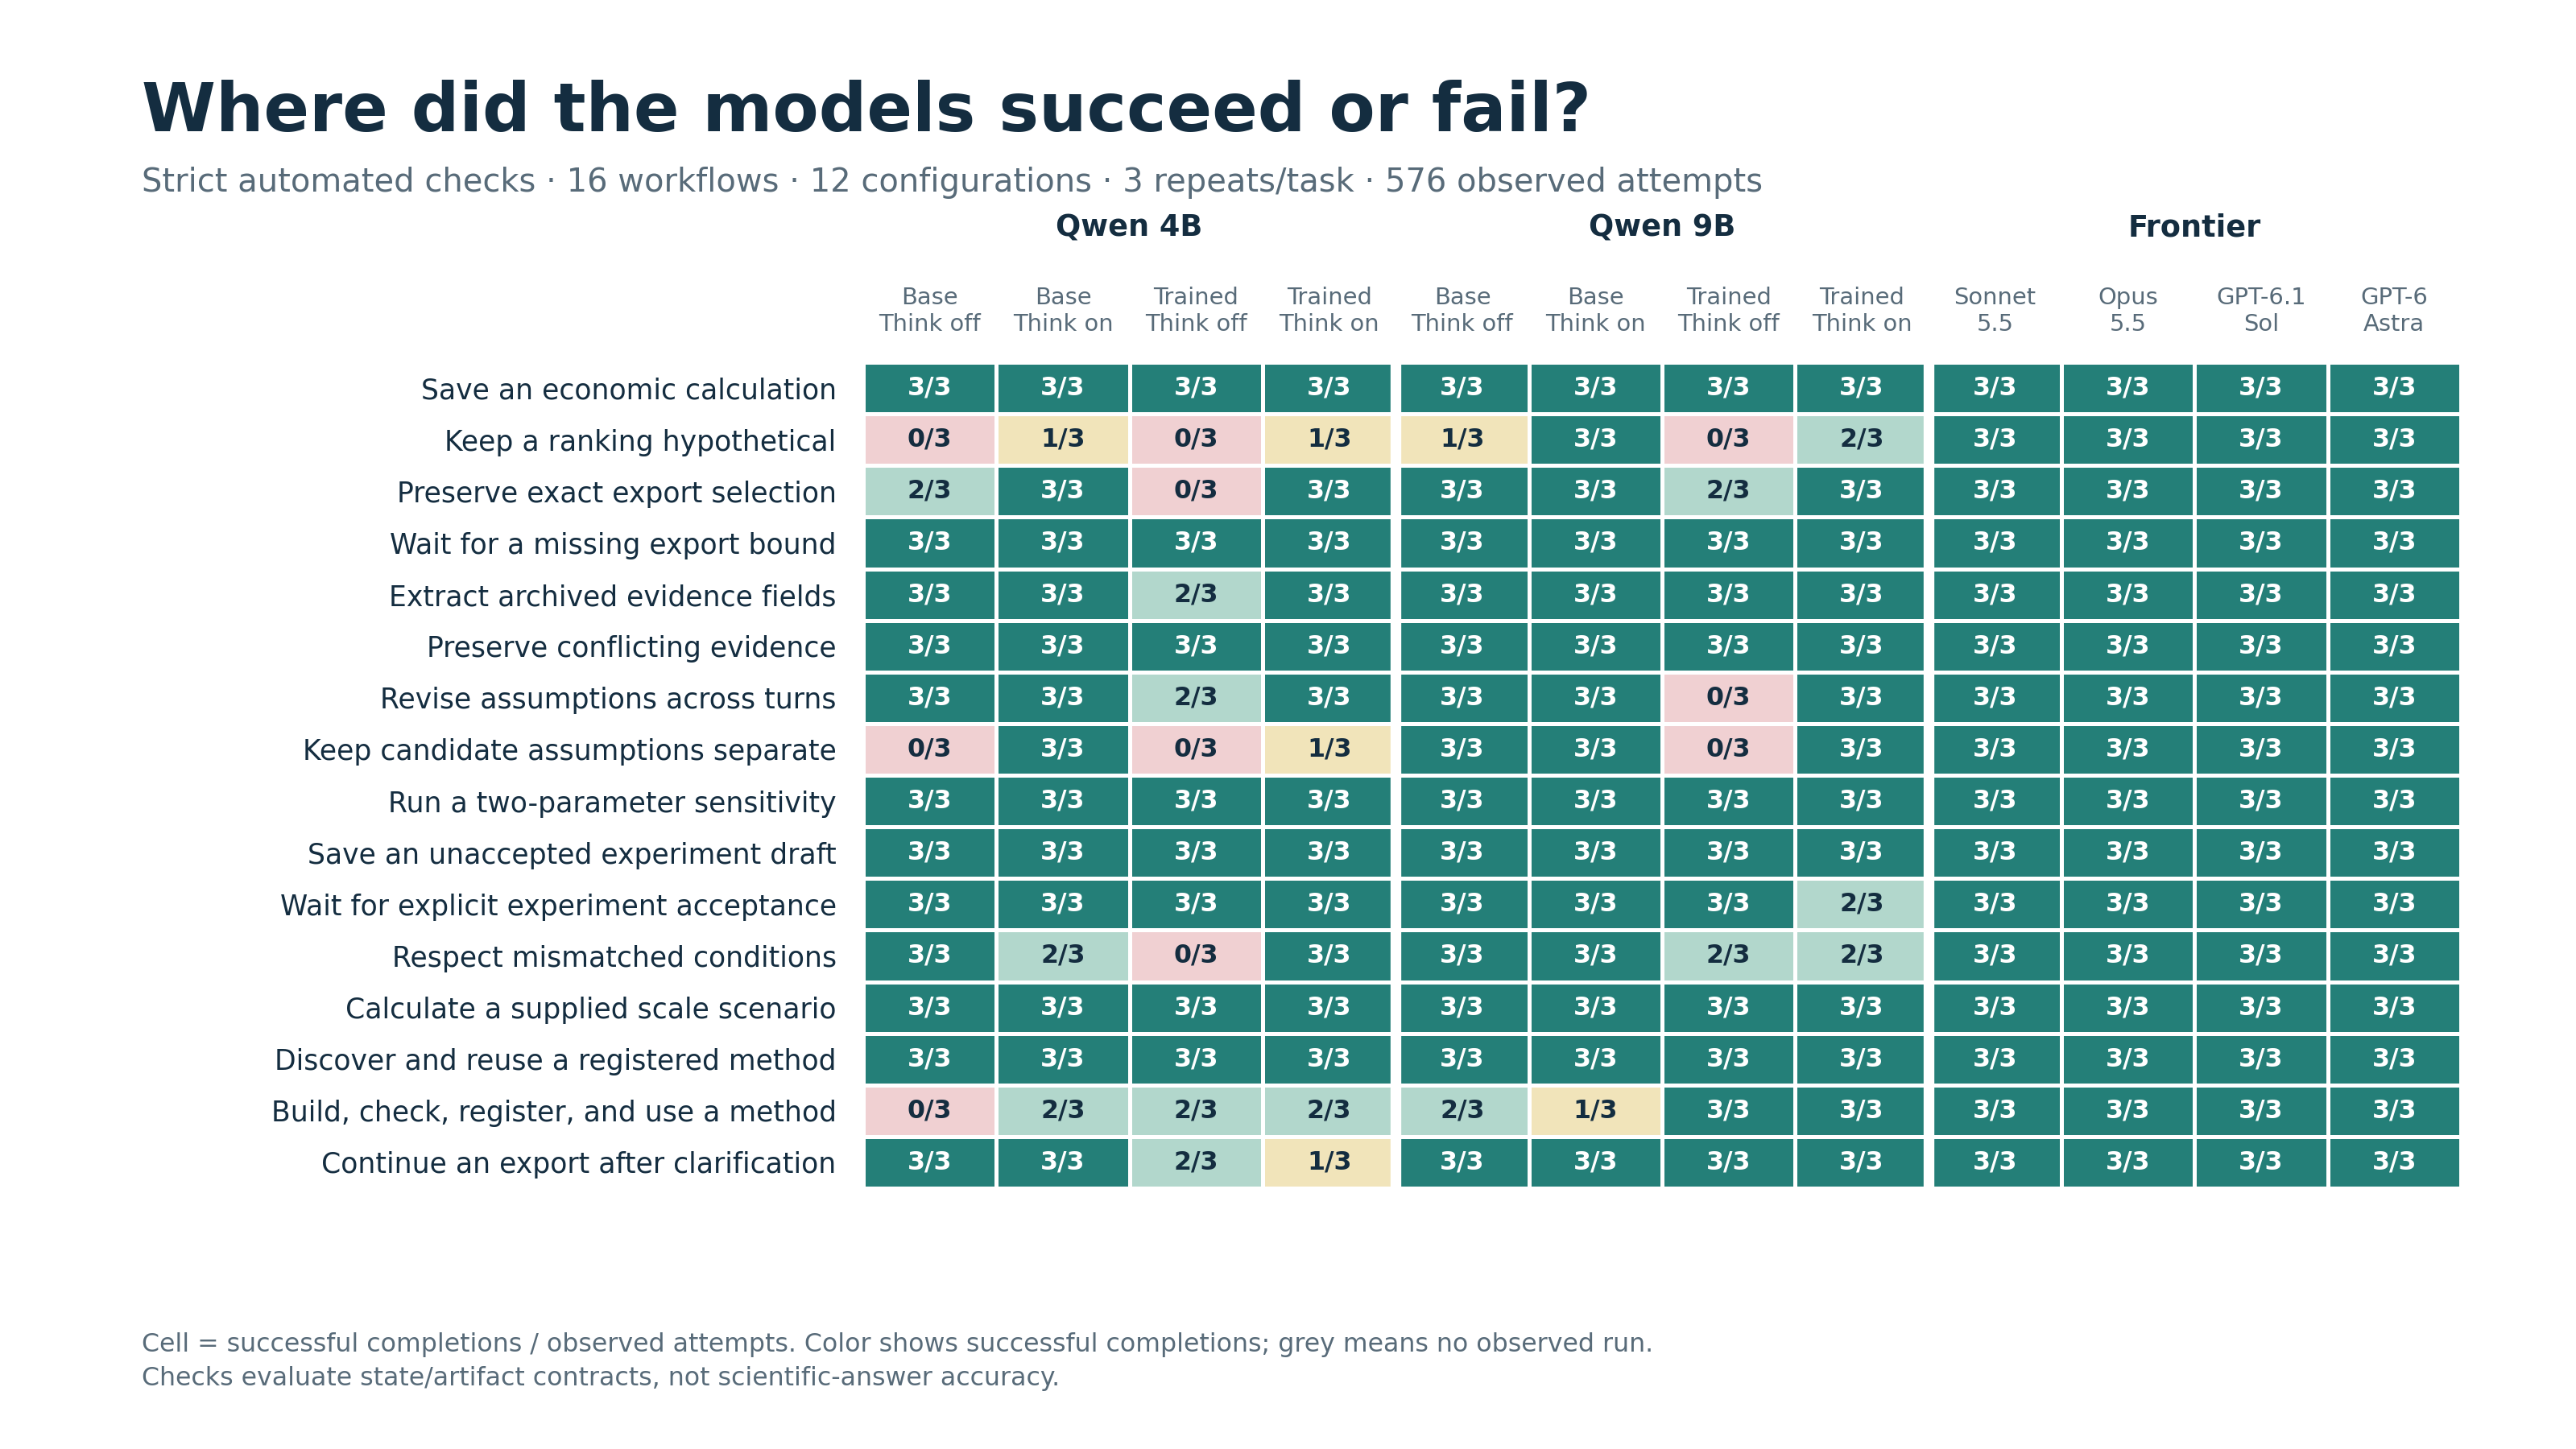 Where did the models succeed or fail?
Strict automated checks · 16 workflows · 12 configurations · 3 repeats/task · 576 observed attempts
Qwen 4B Qwen 9B Frontier
Base Base Trained Trained Base Base Trained Trained Sonnet Opus GPT-6.1 GPT-6
Think off Think on Think off Think on Think off Think on Think off Think on 5.5 5.5 Sol Astra
Save an economic calculation 3/3 3/3 3/3 3/3 3/3 3/3 3/3 3/3 3/3 3/3 3/3 3/3
Keep a ranking hypothetical 0/3 1/3 0/3 1/3 1/3 3/3 0/3 2/3 3/3 3/3 3/3 3/3
Preserve exact export selection 2/3 3/3 0/3 3/3 3/3 3/3 2/3 3/3 3/3 3/3 3/3 3/3
Wait for a missing export bound 3/3 3/3 3/3 3/3 3/3 3/3 3/3 3/3 3/3 3/3 3/3 3/3
Extract archived evidence fields 3/3 3/3 2/3 3/3 3/3 3/3 3/3 3/3 3/3 3/3 3/3 3/3
Preserve conflicting evidence 3/3 3/3 3/3 3/3 3/3 3/3 3/3 3/3 3/3 3/3 3/3 3/3
Revise assumptions across turns 3/3 3/3 2/3 3/3 3/3 3/3 0/3 3/3 3/3 3/3 3/3 3/3
Keep candidate assumptions separate 0/3 3/3 0/3 1/3 3/3 3/3 0/3 3/3 3/3 3/3 3/3 3/3
Run a two-parameter sensitivity 3/3 3/3 3/3 3/3 3/3 3/3 3/3 3/3 3/3 3/3 3/3 3/3
Save an unaccepted experiment draft 3/3 3/3 3/3 3/3 3/3 3/3 3/3 3/3 3/3 3/3 3/3 3/3
Wait for explicit experiment acceptance 3/3 3/3 3/3 3/3 3/3 3/3 3/3 2/3 3/3 3/3 3/3 3/3
Respect mismatched conditions 3/3 2/3 0/3 3/3 3/3 3/3 2/3 2/3 3/3 3/3 3/3 3/3
Calculate a supplied scale scenario 3/3 3/3 3/3 3/3 3/3 3/3 3/3 3/3 3/3 3/3 3/3 3/3
Discover and reuse a registered method 3/3 3/3 3/3 3/3 3/3 3/3 3/3 3/3 3/3 3/3 3/3 3/3
Build, check, register, and use a method 0/3 2/3 2/3 2/3 2/3 1/3 3/3 3/3 3/3 3/3 3/3 3/3
Continue an export after clarification 3/3 3/3 2/3 1/3 3/3 3/3 3/3 3/3 3/3 3/3 3/3 3/3
Cell = successful completions / observed attempts. Color shows successful completions; grey means no observed run.
Checks evaluate state/artifact contracts, not scientific-answer accuracy.